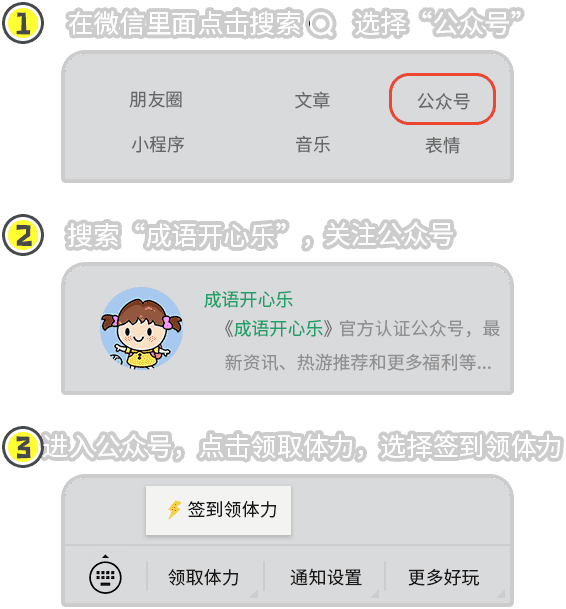 1 在微信里面点击搜索 选择“公众号”
朋友圈 文章 公众号
小程序 音乐 表情
2 搜索“成语开心乐”，关注公众号
成语开心乐
《成语开心乐》官方认证公众号，最
新资讯、热游推荐和更多福利等...
3 进入公众号，点击领取体力，选择签到领体力
签到领体力
领取体力 通知设置 更多好玩